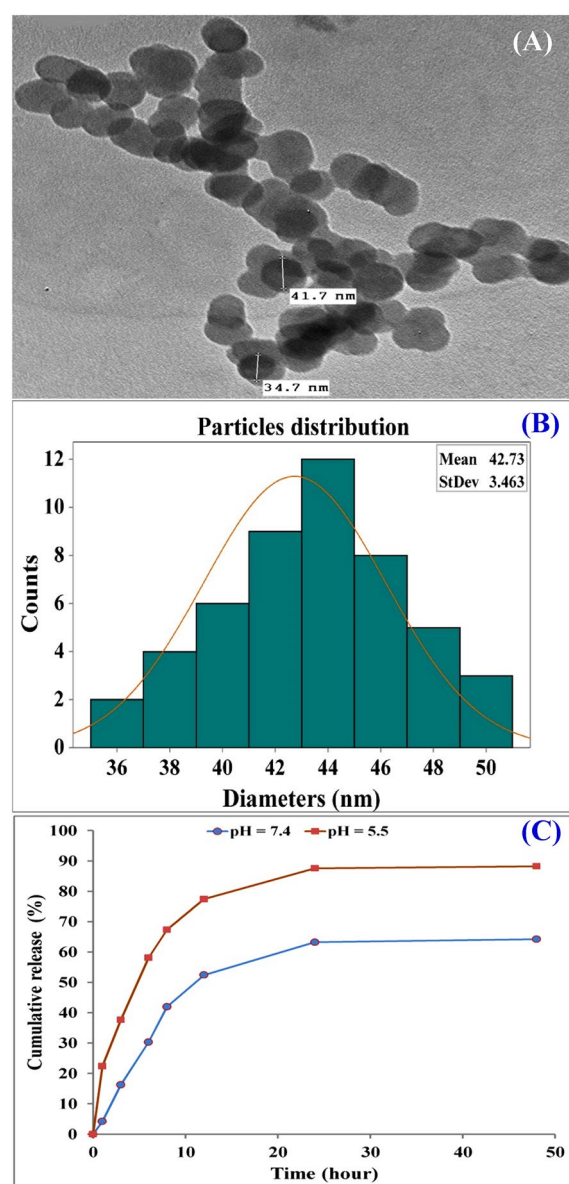 (A)
41.7 nm
34.7 nm
(B)
Particles distribution
Mean 42.73
StDev 3.463
12
10
8
6
4
2
0
Counts
36 38 40 42 44 46 48 50
Diameters (nm)
(C)
pH = 7.4 pH = 5.5
100
90
80
70
60
50
40
30
20
10
0
Cumulative release (%)
0 10 20 30 40 50
Time (hour)